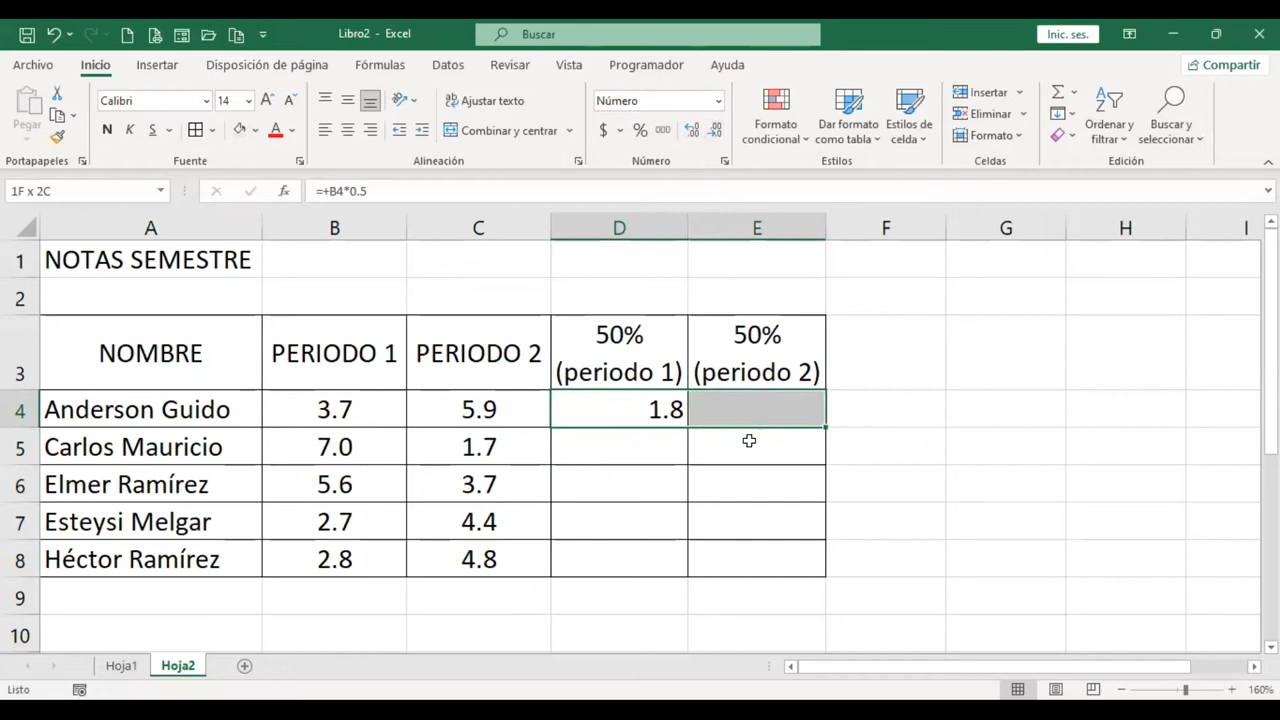 Libro2 - Excel
Buscar
Inic. ses.
Archivo Inicio Insertar Disposición de página Fórmulas Datos Revisar Vista Programador Ayuda Compartir
Pegar
Calibri 14
N K S A
Ajustar texto
Combinar y centrar
Número
$ % 000
Formato condicional
Dar formato como tabla
Estilos de celda
Insertar
Eliminar
Formato
Ordenar y filtrar
Buscar y seleccionar
Portapapeles Fuente Alineación Número Estilos Celdas Edición
1F x 2C fx =+B4*0.5
A B C D E F G H I
1 NOTAS SEMESTRE
2
3 NOMBRE PERIODO 1 PERIODO 2 50% (periodo 1) 50% (periodo 2)
4 Anderson Guido 3.7 5.9 1.8
5 Carlos Mauricio 7.0 1.7
6 Elmer Ramírez 5.6 3.7
7 Esteysi Melgar 2.7 4.4
8 Héctor Ramírez 2.8 4.8
9
10
Hoja1 Hoja2
Listo 160%